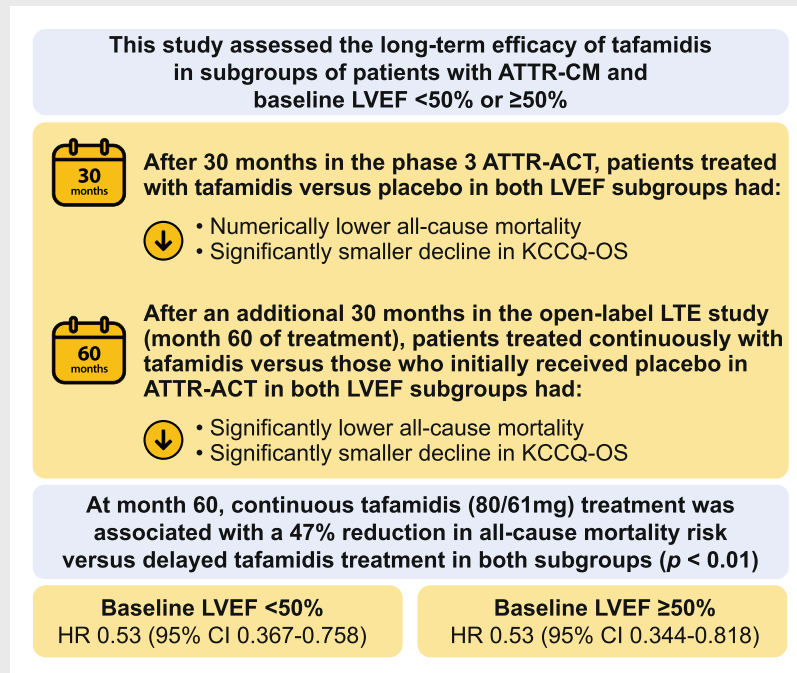 This study assessed the long-term efficacy of tafamidis
in subgroups of patients with ATTR-CM and
baseline LVEF <50% or ≥50%
30
months
After 30 months in the phase 3 ATTR-ACT, patients treated
with tafamidis versus placebo in both LVEF subgroups had:
• Numerically lower all-cause mortality
• Significantly smaller decline in KCCQ-OS
60
months
After an additional 30 months in the open-label LTE study
(month 60 of treatment), patients treated continuously with
tafamidis versus those who initially received placebo in
ATTR-ACT in both LVEF subgroups had:
• Significantly lower all-cause mortality
• Significantly smaller decline in KCCQ-OS
At month 60, continuous tafamidis (80/61mg) treatment was
associated with a 47% reduction in all-cause mortality risk
versus delayed tafamidis treatment in both subgroups (p < 0.01)
Baseline LVEF <50%
HR 0.53 (95% CI 0.367-0.758)
Baseline LVEF ≥50%
HR 0.53 (95% CI 0.344-0.818)